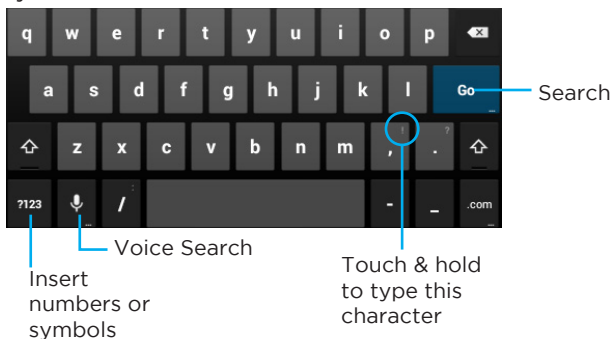 q w e r t y u i o p
a s d f g h j k l Go
Search
z x c v b n m , ! . ?
?123 / : - _ .com
Voice Search
Insert
numbers or
symbols
Touch & hold
to type this
character